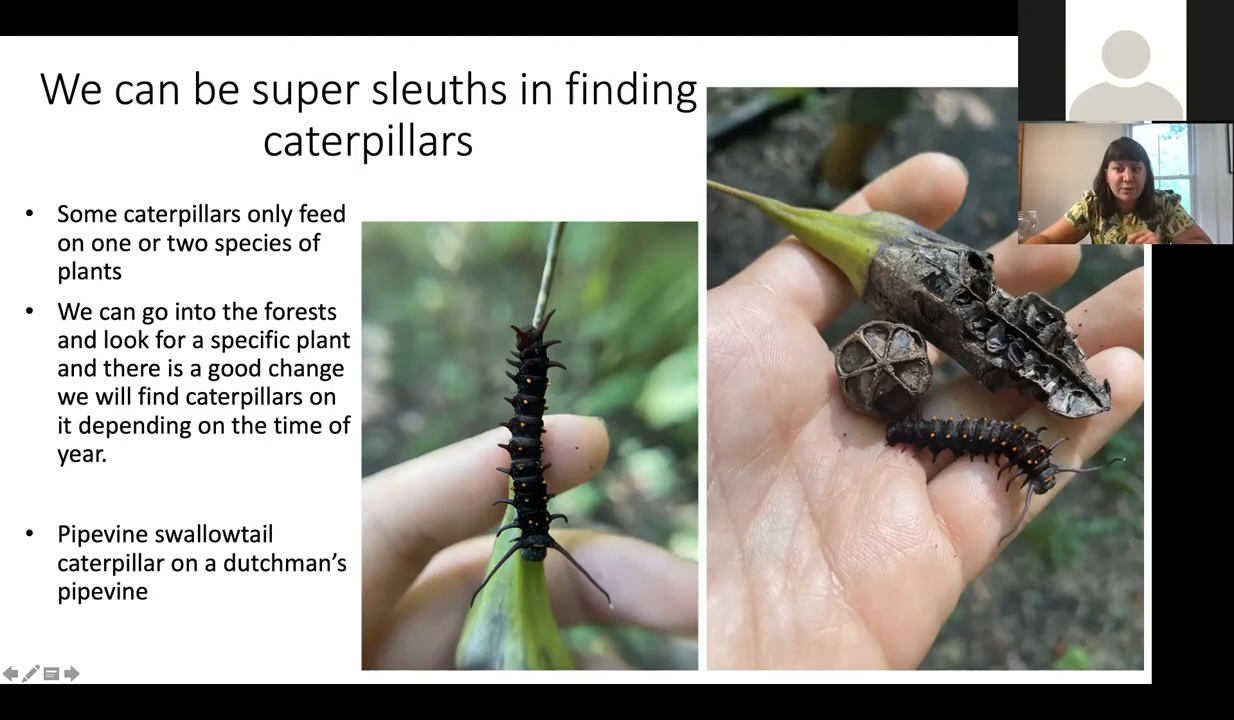 We can be super sleuths in finding
caterpillars
• Some caterpillars only feed
on one or two species of
plants
• We can go into the forests
and look for a specific plant
and there is a good change
we will find caterpillars on
it depending on the time of
year.
• Pipevine swallowtail
caterpillar on a dutchman’s
pipevine